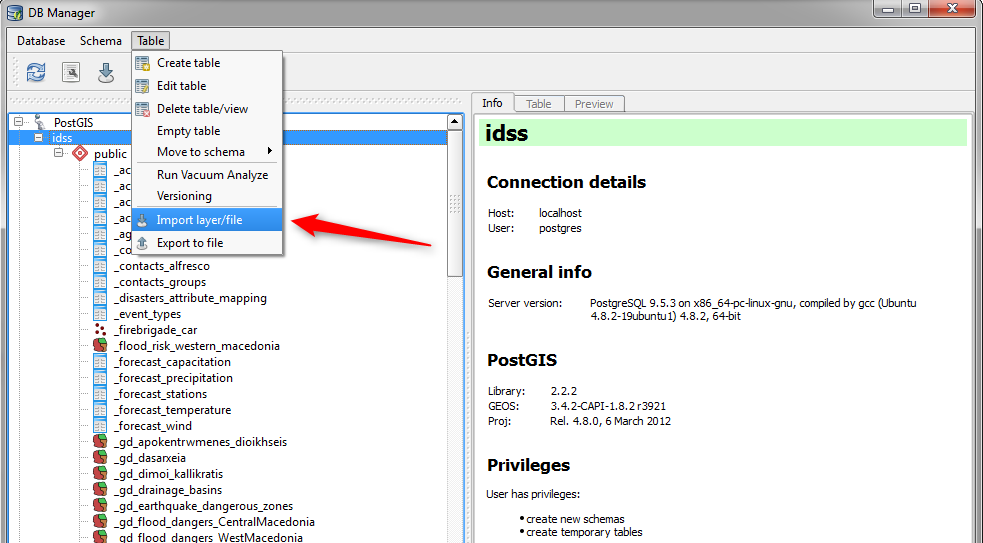 DB Manager
Database Schema Table
Create table
Edit table
Delete table/view
Empty table
Move to schema
Run Vacuum Analyze
Versioning
Import layer/file
Export to file
PostGIS
idss
public
_ac
_ac
_ac
_ac
_ag
_co
_contacts_alfresco
_contacts_groups
_disasters_attribute_mapping
_event_types
_firebrigade_car
_flood_risk_western_macedonia
_forecast_capacitation
_forecast_precipitation
_forecast_stations
_forecast_temperature
_forecast_wind
_gd_apokentrwmenes_dioikhseis
_gd_dasarxeia
_gd_dimoi_kallikratis
_gd_drainage_basins
_gd_earthquake_dangerous_zones
_gd_flood_dangers_CentralMacedonia
_gd_flood_dangers_WestMacedonia
Info Table Preview
idss
Connection details
Host: localhost
User: postgres
General info
Server version: PostgreSQL 9.5.3 on x86_64-pc-linux-gnu, compiled by gcc (Ubuntu
4.8.2-19ubuntu1) 4.8.2, 64-bit
PostGIS
Library: 2.2.2
GEOS: 3.4.2-CAPI-1.8.2 r3921
Proj: Rel. 4.8.0, 6 March 2012
Privileges
User has privileges:
• create new schemas
• create temporary tables